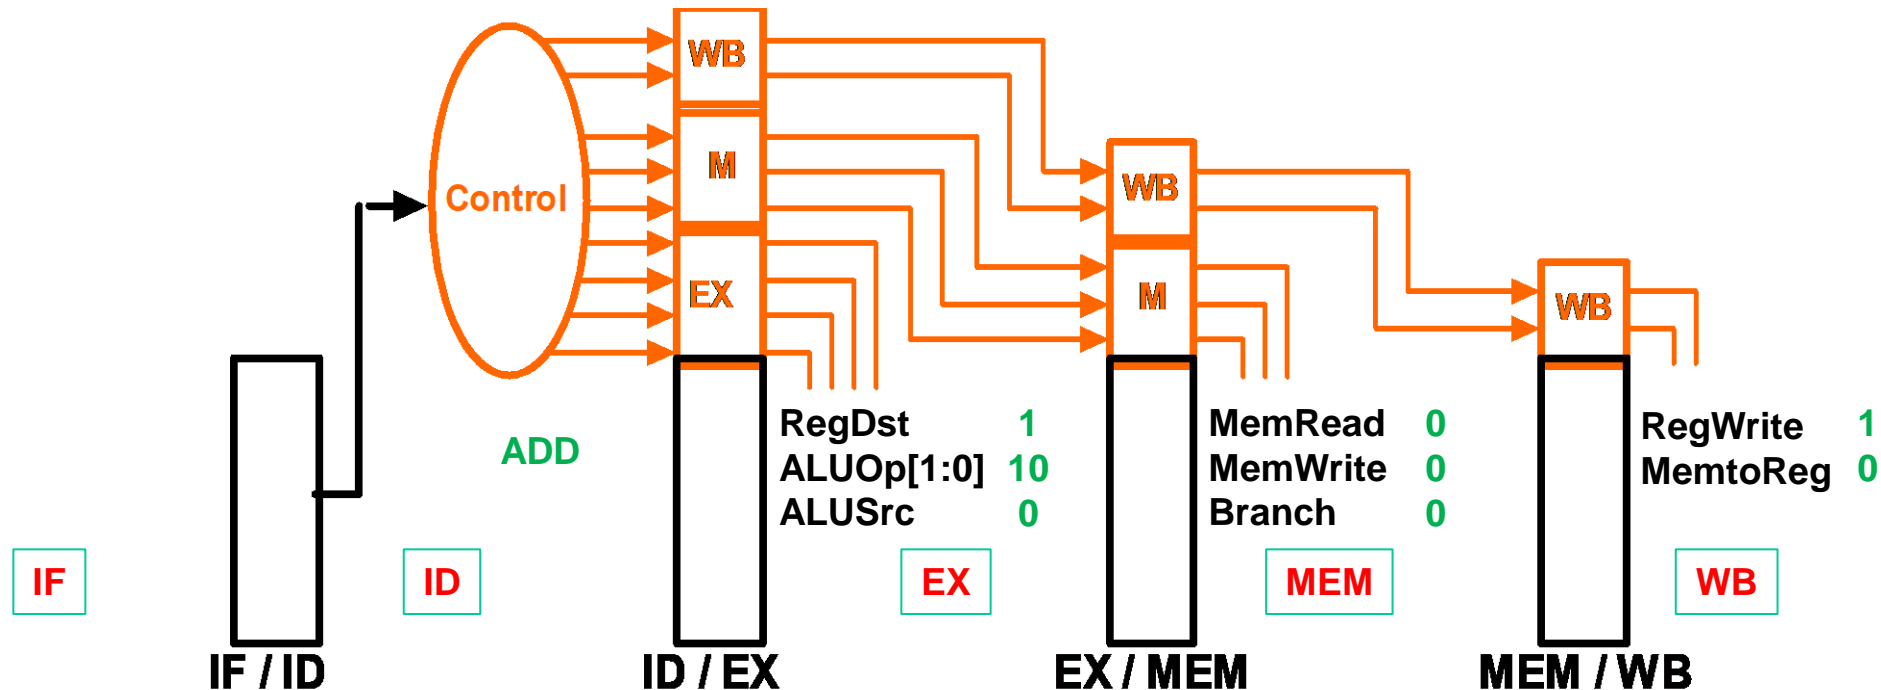 WB
M
Control
EX
WB
M
WB
ADD
RegDst 1
ALUOp[1:0] 10
ALUSrc 0
MemRead 0
MemWrite 0
Branch 0
RegWrite 1
MemtoReg 0
IF
ID
EX
MEM
WB
IF / ID
ID / EX
EX / MEM
MEM / WB